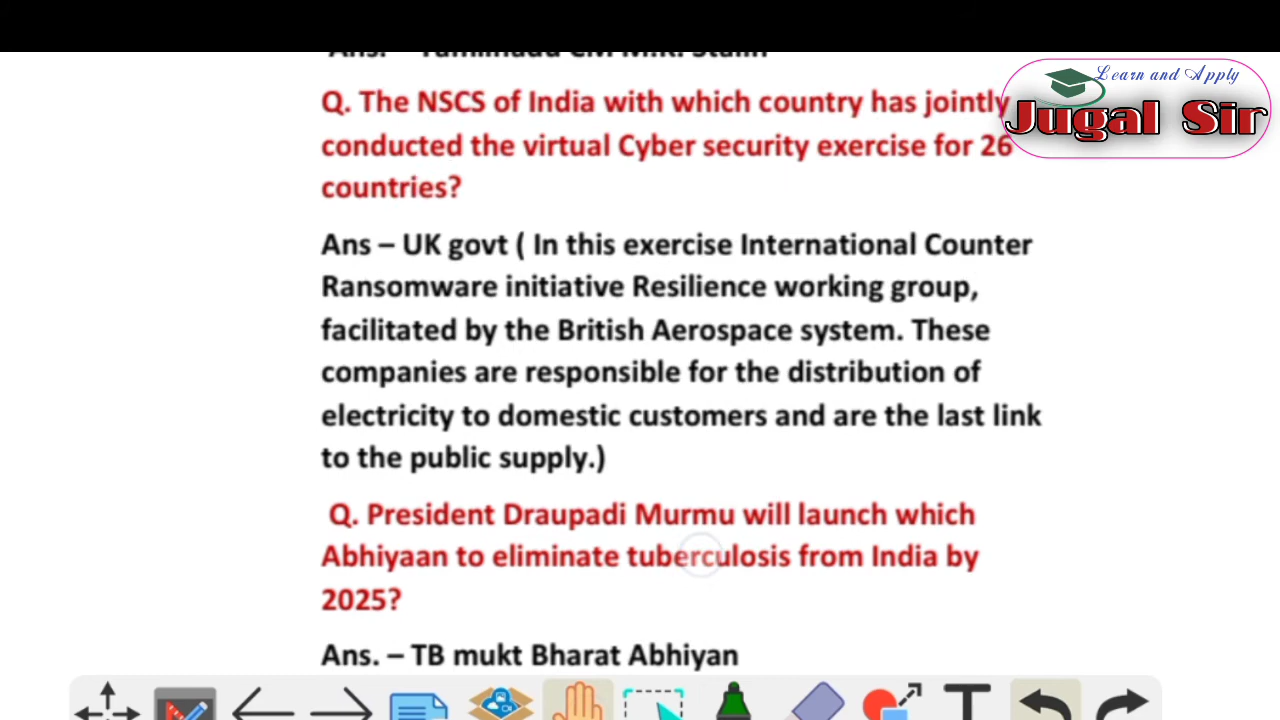 Ans. – Tamilnadu CM M.K. Stalin
Learn and Apply
Jugal Sir
Q. The NSCS of India with which country has jointly
conducted the virtual Cyber security exercise for 26
countries?
Ans – UK govt ( In this exercise International Counter
Ransomware initiative Resilience working group,
facilitated by the British Aerospace system. These
companies are responsible for the distribution of
electricity to domestic customers and are the last link
to the public supply.)
Q. President Draupadi Murmu will launch which
Abhiyaan to eliminate tuberculosis from India by
2025?
Ans. – TB mukt Bharat Abhiyan
T